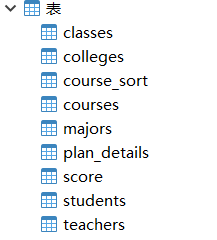 表
classes
colleges
course_sort
courses
majors
plan_details
score
students
teachers